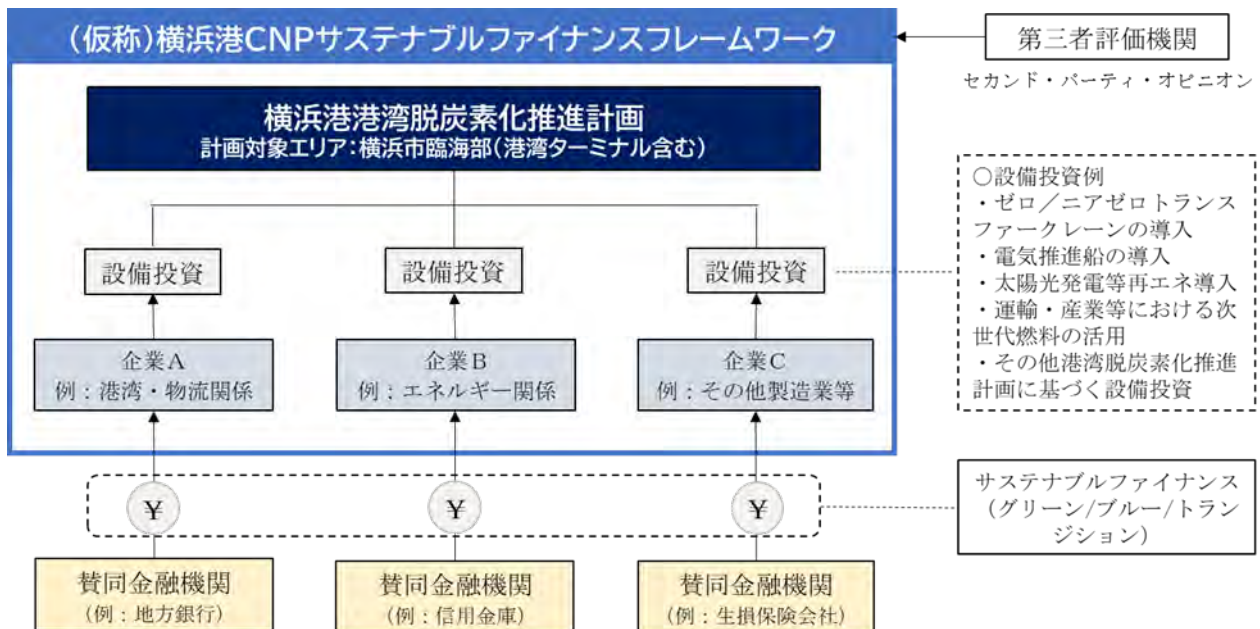 (仮称)横浜港CNPサステナブルファイナンスフレームワーク
第三者評価機関
セカンド・パーティ・オピニオン
横浜港港湾脱炭素化推進計画
計画対象エリア:横浜市臨海部(港湾ターミナル含む)
設備投資
設備投資
設備投資
○設備投資例
・ゼロ/ニアゼロトランス
ファークレーンの導入
・電気推進船の導入
・太陽光発電等再エネ導入
・運輸・産業等における次
世代燃料の活用
・その他港湾脱炭素化推進
計画に基づく設備投資
企業A
例:港湾・物流関係
企業B
例:エネルギー関係
企業C
例:その他製造業等
¥
¥
¥
サステナブルファイナンス
(グリーン/ブルー/トラン
ジション)
賛同金融機関
(例:地方銀行)
賛同金融機関
(例:信用金庫)
賛同金融機関
(例:生損保険会社)